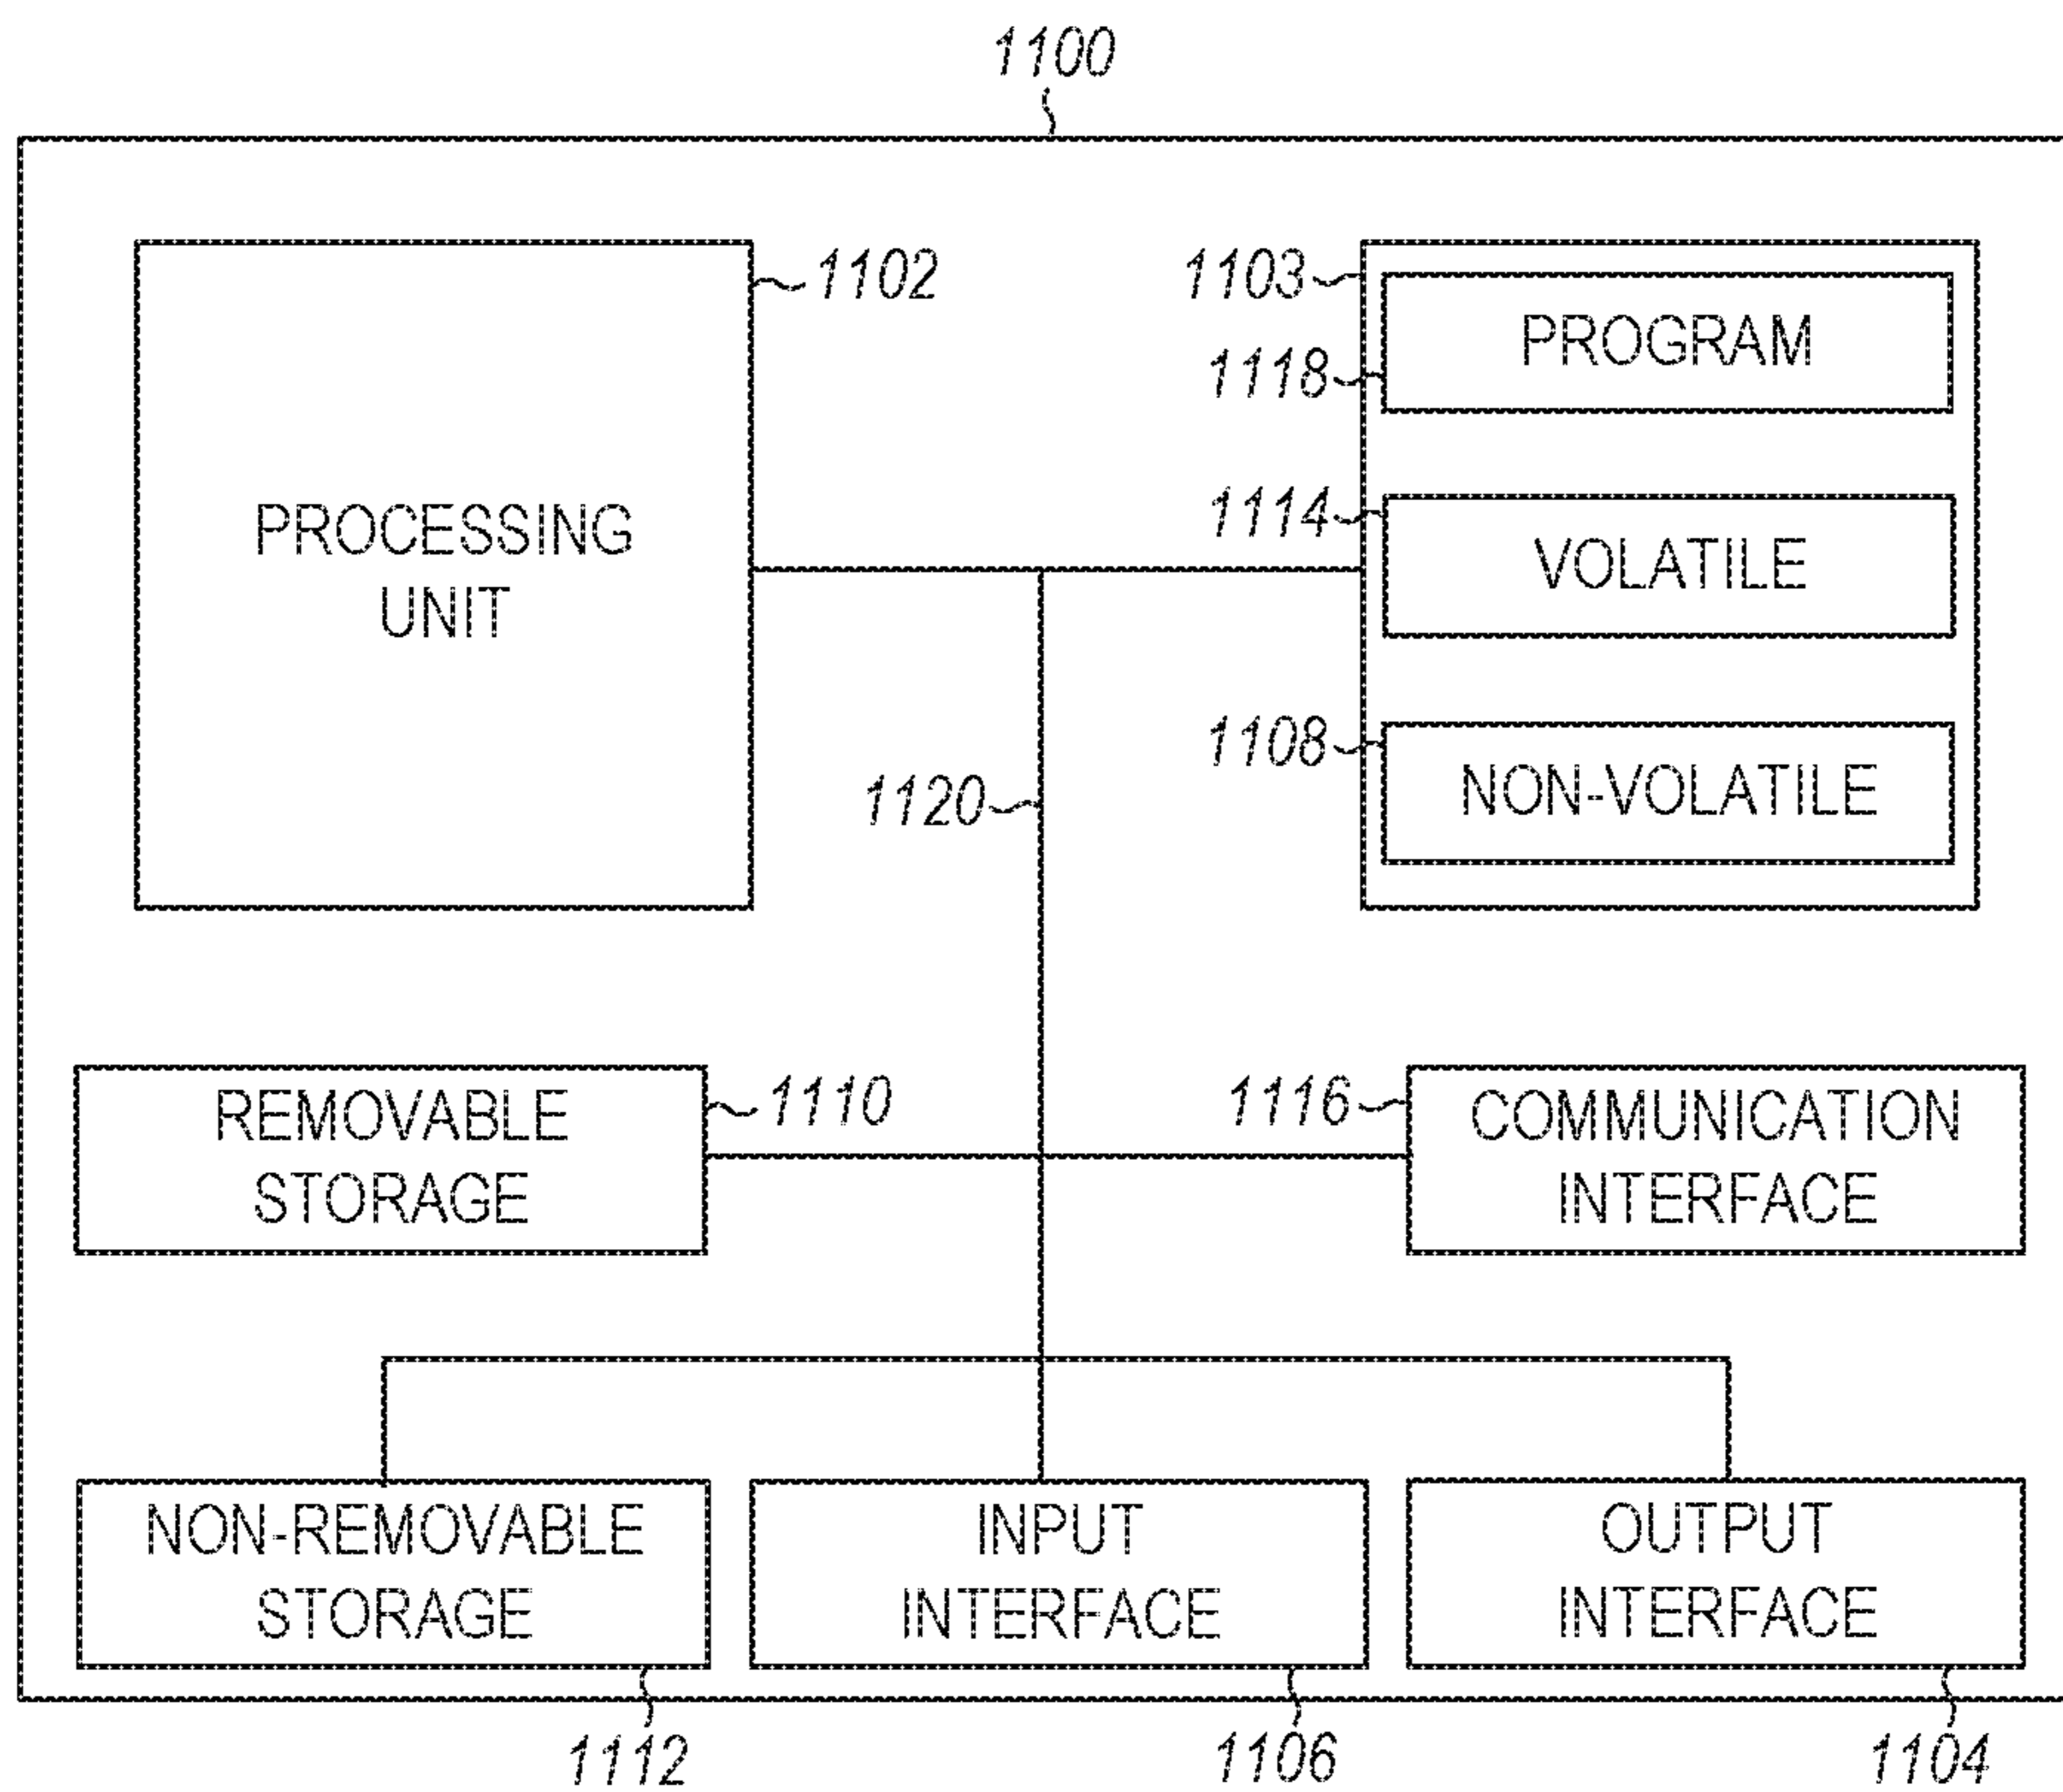 1100
1102
1103
PROGRAM
1118
1114
VOLATILE
PROCESSING
UNIT
1108
NON-VOLATILE
1120
REMOVABLE
STORAGE
1110
1116
COMMUNICATION
INTERFACE
NON-REMOVABLE
STORAGE
INPUT
INTERFACE
OUTPUT
INTERFACE
1112
1106
1104